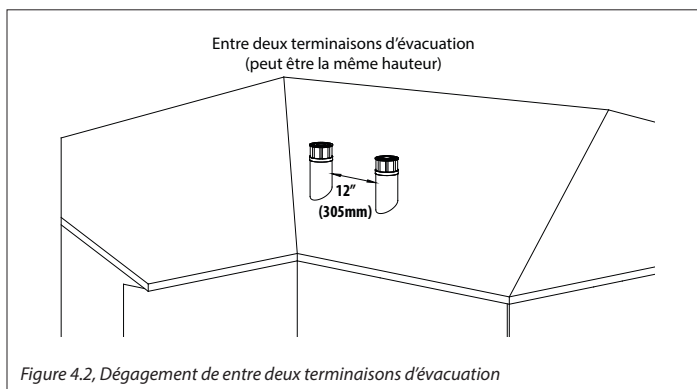 Entre deux terminaisons d'évacuation
(peut être la même hauteur)
12"
(305mm)
Figure 4.2, Dégagement de entre deux terminaisons d'évacuation